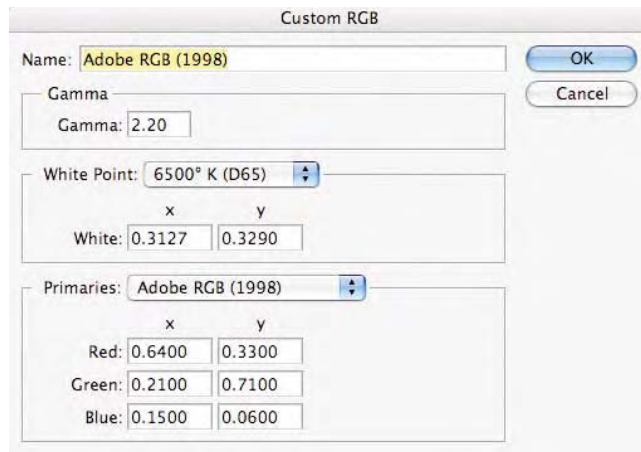 Custom RGB
Name: Adobe RGB (1998)
OK
Gamma
Cancel
Gamma: 2.20
White Point: 6500° K (D65)
x y
White: 0.3127 0.3290
Primaries: Adobe RGB (1998)
x y
Red: 0.6400 0.3300
Green: 0.2100 0.7100
Blue: 0.1500 0.0600